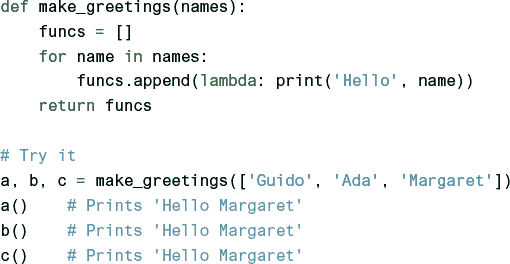 def make_greetings(names):
    funcs = []
    for name in names:
        funcs.append(lambda: print('Hello', name))
    return funcs

# Try it
a, b, c = make_greetings(['Guido', 'Ada', 'Margaret'])
a()    # Prints 'Hello Margaret'
b()    # Prints 'Hello Margaret'
c()    # Prints 'Hello Margaret'